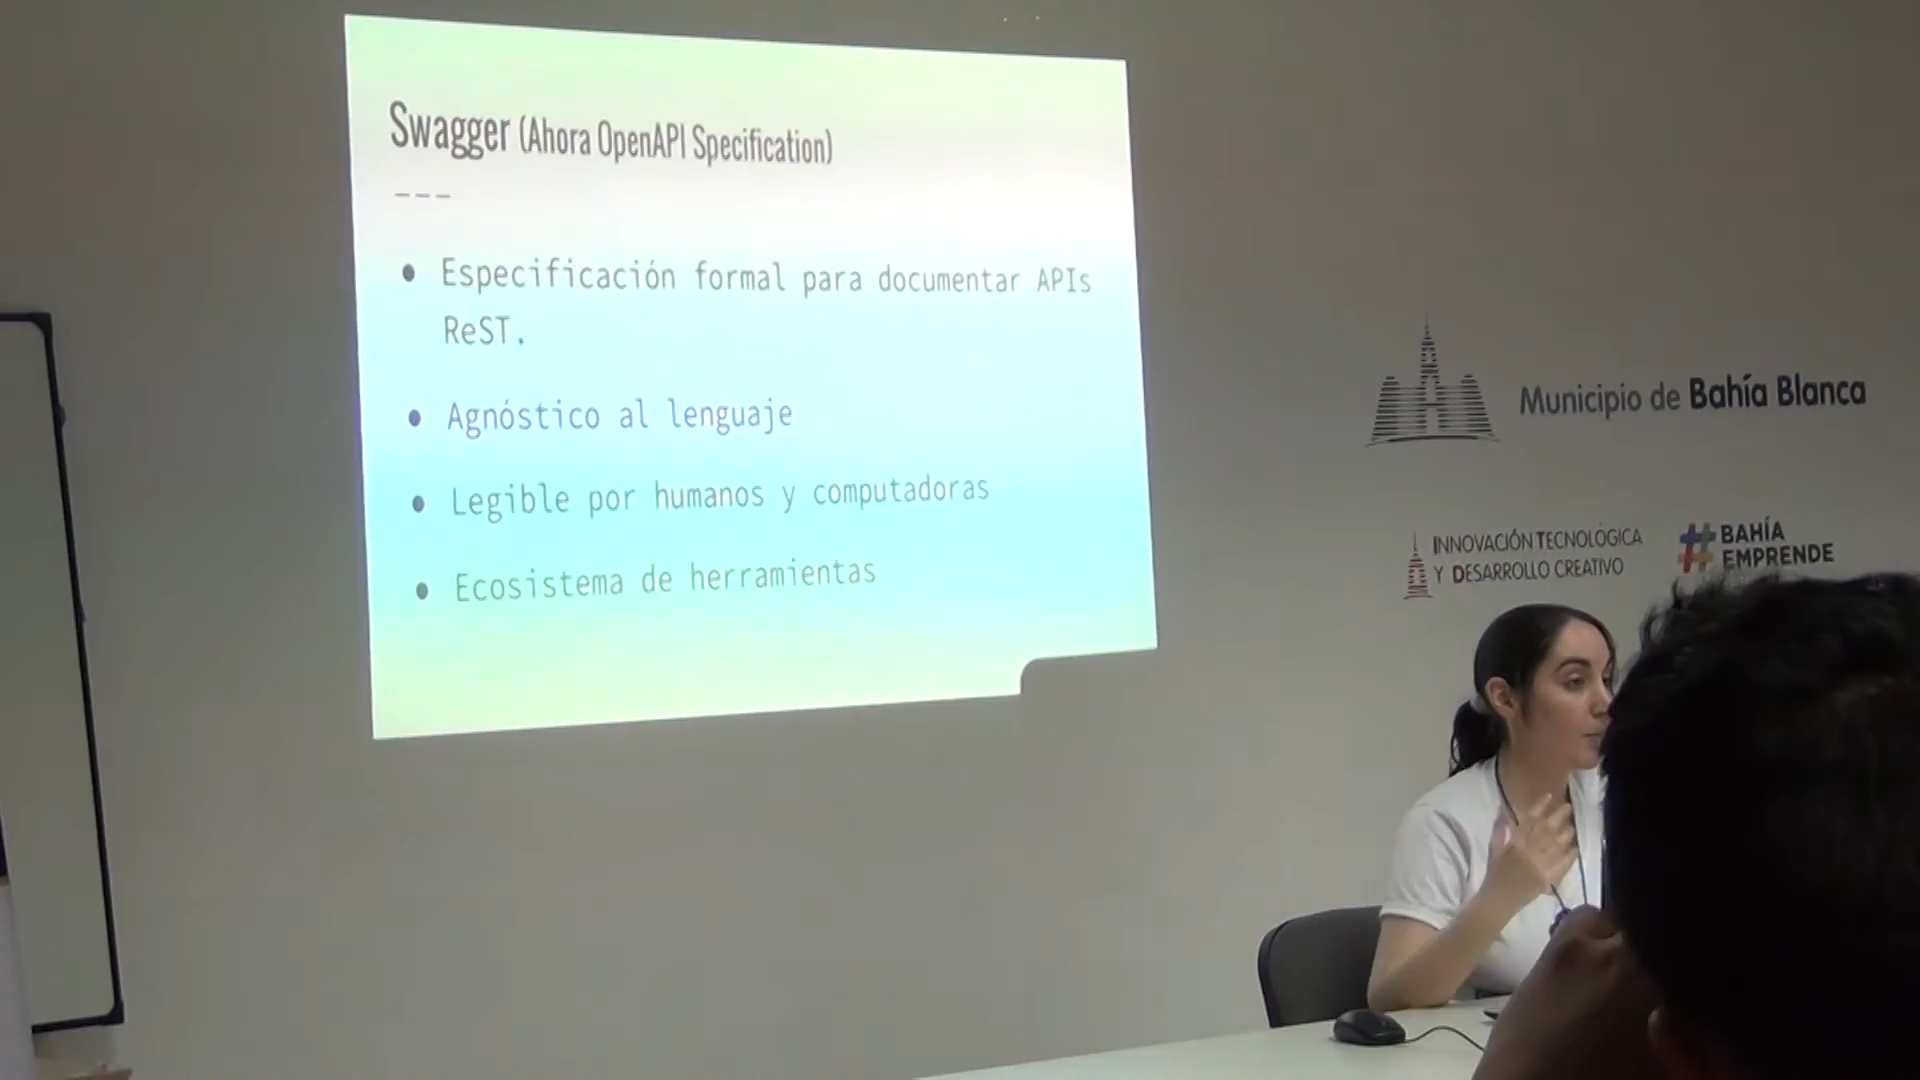 Swagger (Ahora OpenAPI Specification)
---
● Especificación formal para documentar APIs
ReST.
● Agnóstico al lenguaje
● Legible por humanos y computadoras
● Ecosistema de herramientas
Municipio de Bahía Blanca
INNOVACIÓN TECNOLÓGICA
Y DESARROLLO CREATIVO
# BAHÍA
EMPRENDE